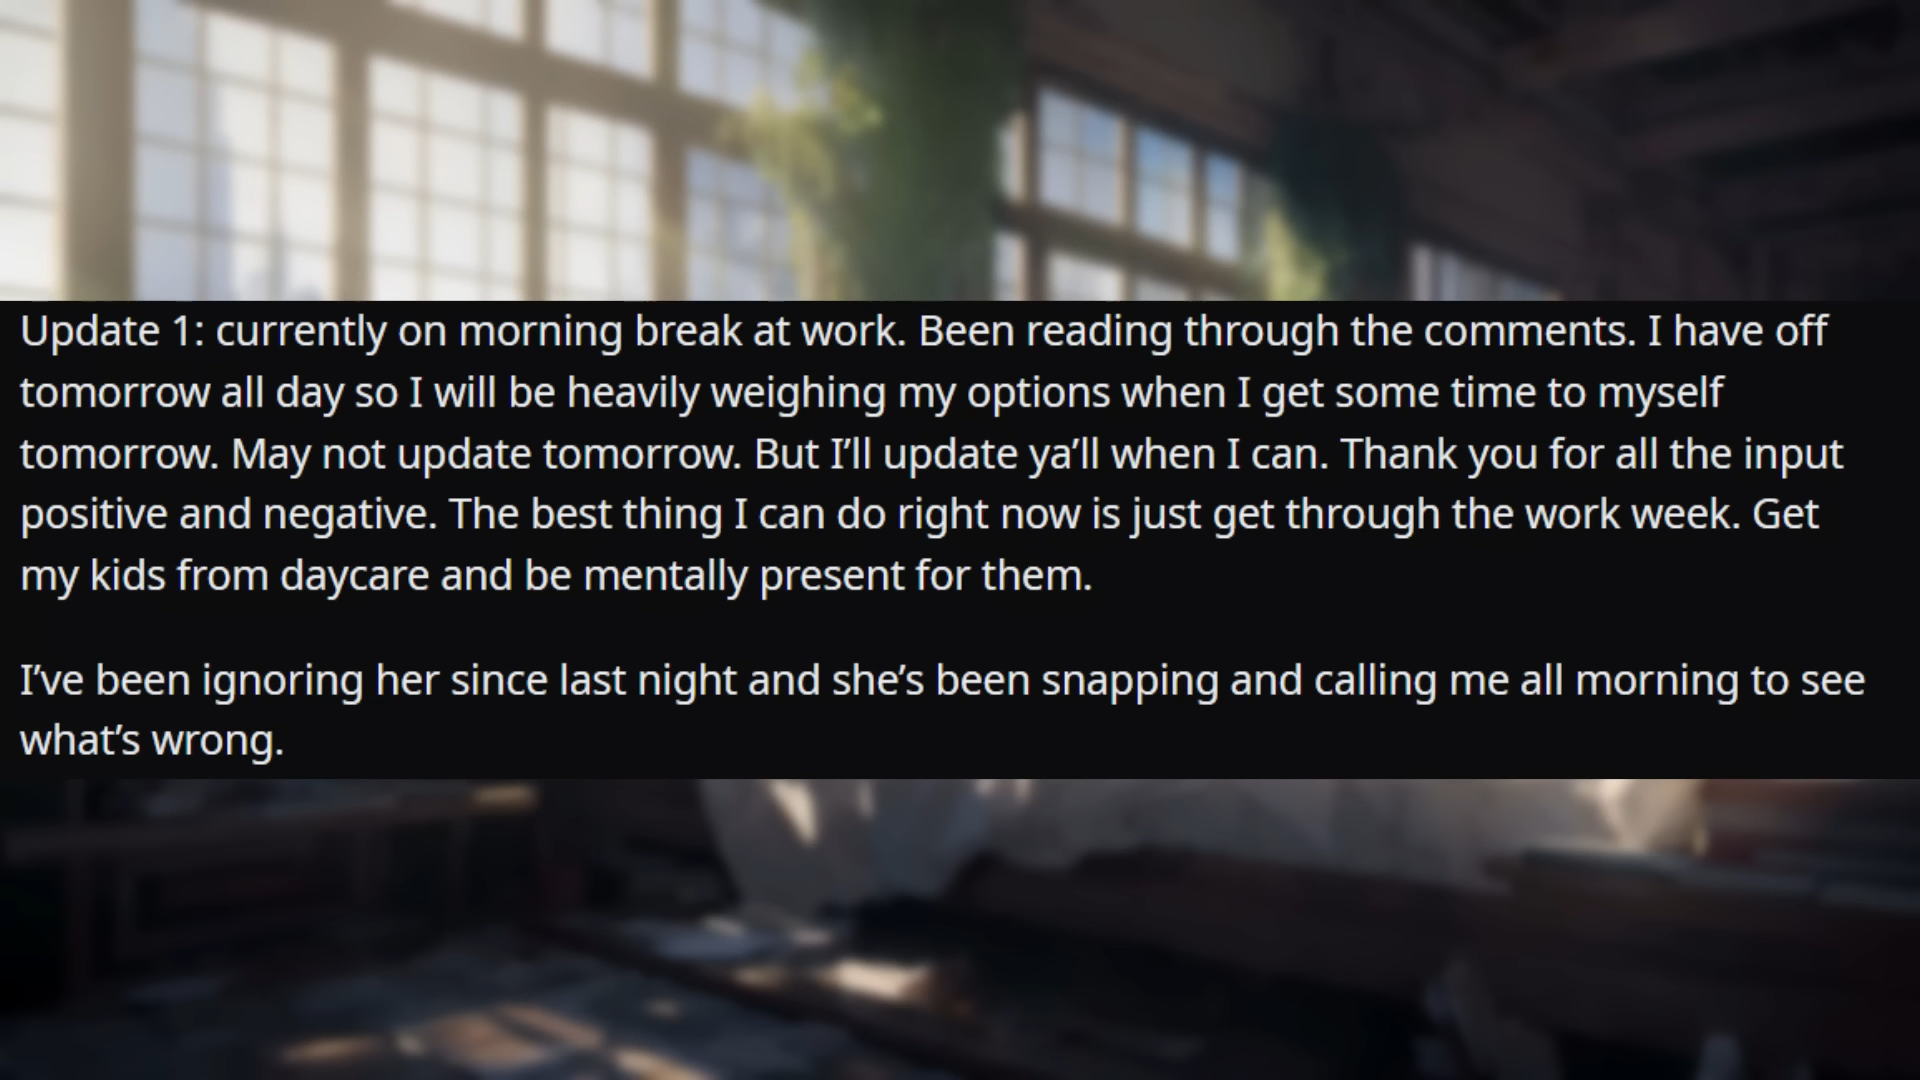 Update 1: currently on morning break at work. Been reading through the comments. I have off
tomorrow all day so I will be heavily weighing my options when I get some time to myself
tomorrow. May not update tomorrow. But I’ll update ya’ll when I can. Thank you for all the input
positive and negative. The best thing I can do right now is just get through the work week. Get
my kids from daycare and be mentally present for them.
I’ve been ignoring her since last night and she’s been snapping and calling me all morning to see
what’s wrong.